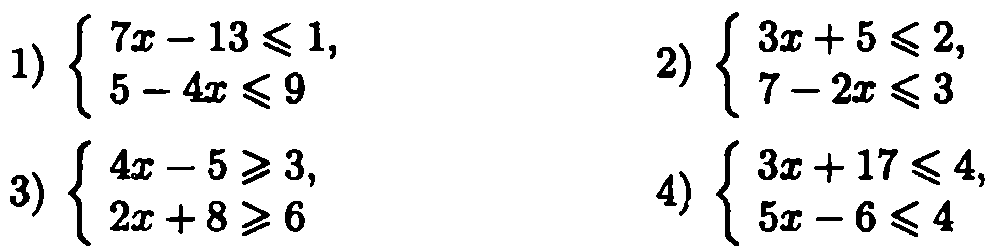 1) { 7x − 13 ⩽ 1,
5 − 4x ⩽ 9
2) { 3x + 5 ⩽ 2,
7 − 2x ⩽ 3
3) { 4x − 5 ⩾ 3,
2x + 8 ⩾ 6
4) { 3x + 17 ⩽ 4,
5x − 6 ⩽ 4